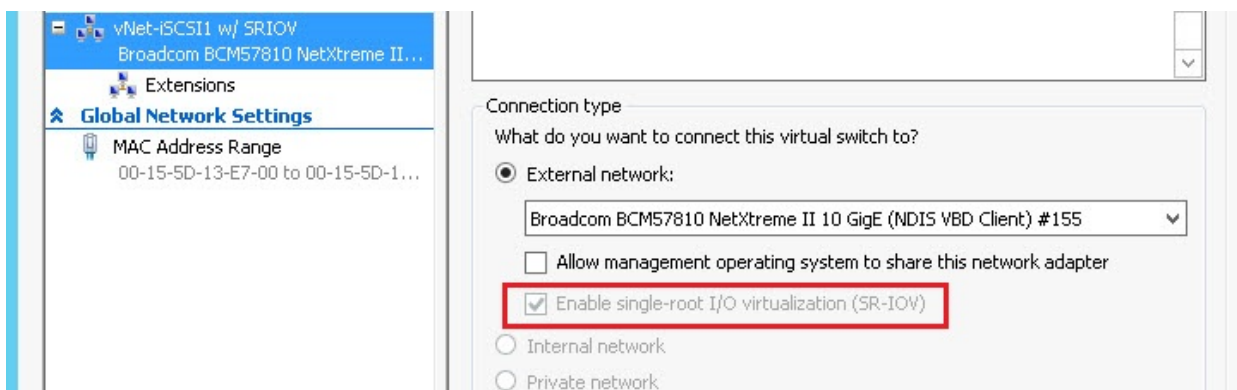 vNet-iSCSI1 w/ SRIOV
Broadcom BCM57810 NetXtreme II...
Extensions
Global Network Settings
MAC Address Range
00-15-5D-13-E7-00 to 00-15-5D-1...
Connection type
What do you want to connect this virtual switch to?
External network:
Broadcom BCM57810 NetXtreme II 10 GigE (NDIS VBD Client) #155
Allow management operating system to share this network adapter
Enable single-root I/O virtualization (SR-IOV)
Internal network
Private network